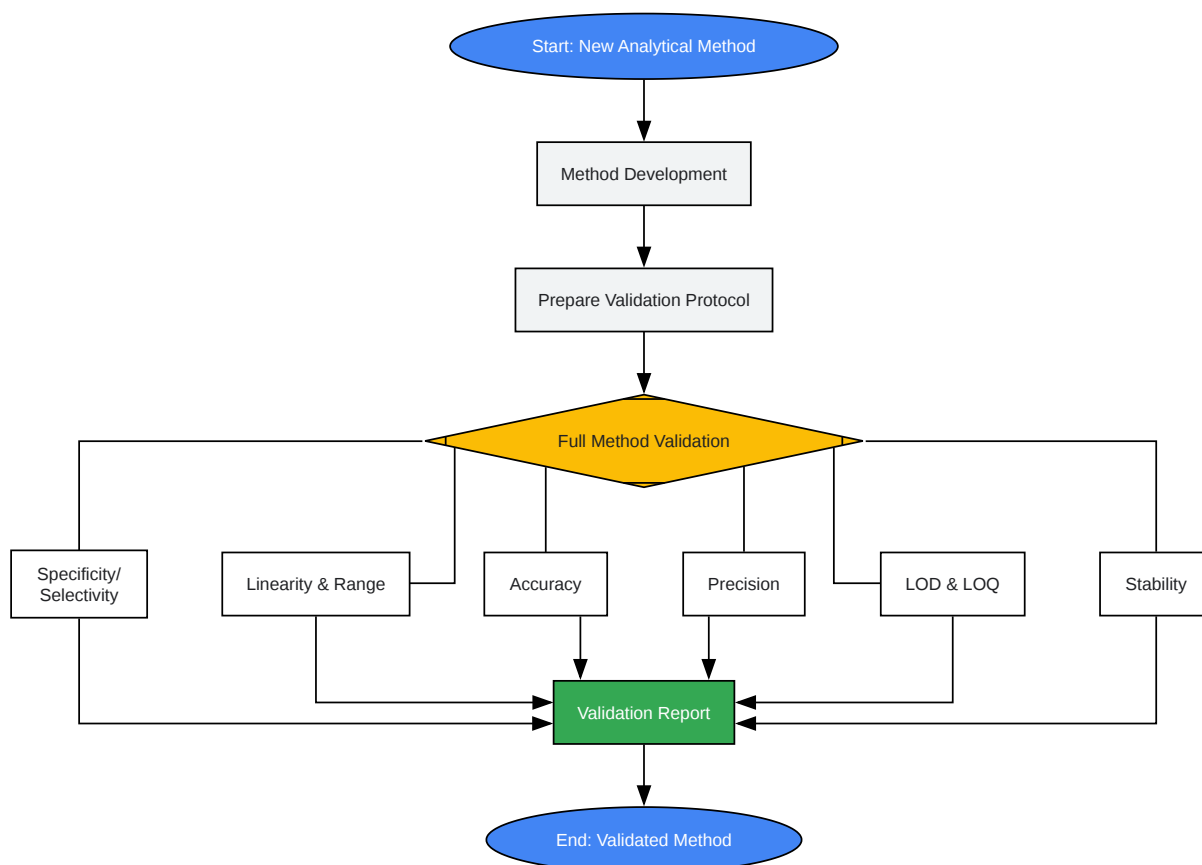 Start: New Analytical Method
Method Development
Prepare Validation Protocol
Full Method Validation
Specificity/
Selectivity
Linearity & Range
Accuracy
Precision
LOD & LOQ
Stability
Validation Report
End: Validated Method